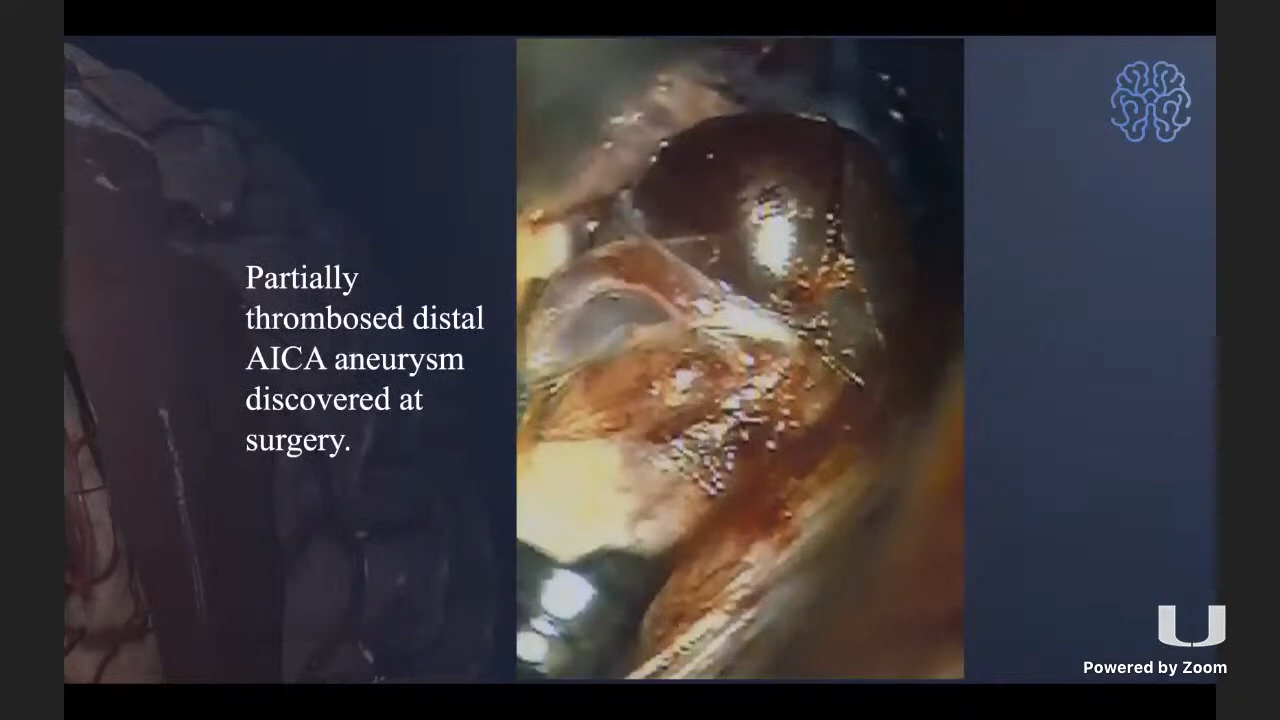 Partially
thrombosed distal
AICA aneurysm
discovered at
surgery.
U
Powered by Zoom